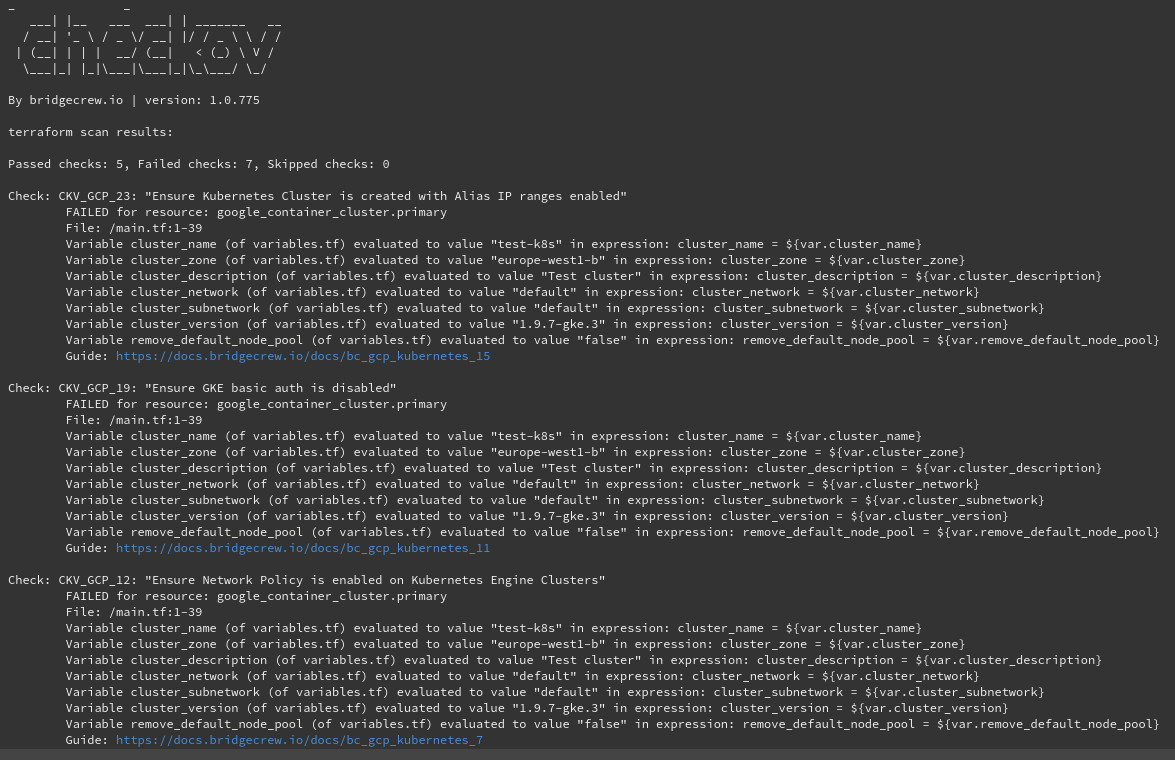 checkov
By bridgecrew.io | version: 1.0.775
terraform scan results:
Passed checks: 5, Failed checks: 7, Skipped checks: 0
Check: CKV_GCP_23: "Ensure Kubernetes Cluster is created with Alias IP ranges enabled"
FAILED for resource: google_container_cluster.primary
File: /main.tf:1-39
Variable cluster_name (of variables.tf) evaluated to value "test-k8s" in expression: cluster_name = ${var.cluster_name}
Variable cluster_zone (of variables.tf) evaluated to value "europe-west1-b" in expression: cluster_zone = ${var.cluster_zone}
Variable cluster_description (of variables.tf) evaluated to value "Test cluster" in expression: cluster_description = ${var.cluster_description}
Variable cluster_network (of variables.tf) evaluated to value "default" in expression: cluster_network = ${var.cluster_network}
Variable cluster_subnetwork (of variables.tf) evaluated to value "default" in expression: cluster_subnetwork = ${var.cluster_subnetwork}
Variable cluster_version (of variables.tf) evaluated to value "1.9.7-gke.3" in expression: cluster_version = ${var.cluster_version}
Variable remove_default_node_pool (of variables.tf) evaluated to value "false" in expression: remove_default_node_pool = ${var.remove_default_node_pool}
Guide: https://docs.bridgecrew.io/docs/bc_gcp_kubernetes_15
Check: CKV_GCP_19: "Ensure GKE basic auth is disabled"
FAILED for resource: google_container_cluster.primary
File: /main.tf:1-39
Variable cluster_name (of variables.tf) evaluated to value "test-k8s" in expression: cluster_name = ${var.cluster_name}
Variable cluster_zone (of variables.tf) evaluated to value "europe-west1-b" in expression: cluster_zone = ${var.cluster_zone}
Variable cluster_description (of variables.tf) evaluated to value "Test cluster" in expression: cluster_description = ${var.cluster_description}
Variable cluster_network (of variables.tf) evaluated to value "default" in expression: cluster_network = ${var.cluster_network}
Variable cluster_subnetwork (of variables.tf) evaluated to value "default" in expression: cluster_subnetwork = ${var.cluster_subnetwork}
Variable cluster_version (of variables.tf) evaluated to value "1.9.7-gke.3" in expression: cluster_version = ${var.cluster_version}
Variable remove_default_node_pool (of variables.tf) evaluated to value "false" in expression: remove_default_node_pool = ${var.remove_default_node_pool}
Guide: https://docs.bridgecrew.io/docs/bc_gcp_kubernetes_11
Check: CKV_GCP_12: "Ensure Network Policy is enabled on Kubernetes Engine Clusters"
FAILED for resource: google_container_cluster.primary
File: /main.tf:1-39
Variable cluster_name (of variables.tf) evaluated to value "test-k8s" in expression: cluster_name = ${var.cluster_name}
Variable cluster_zone (of variables.tf) evaluated to value "europe-west1-b" in expression: cluster_zone = ${var.cluster_zone}
Variable cluster_description (of variables.tf) evaluated to value "Test cluster" in expression: cluster_description = ${var.cluster_description}
Variable cluster_network (of variables.tf) evaluated to value "default" in expression: cluster_network = ${var.cluster_network}
Variable cluster_subnetwork (of variables.tf) evaluated to value "default" in expression: cluster_subnetwork = ${var.cluster_subnetwork}
Variable cluster_version (of variables.tf) evaluated to value "1.9.7-gke.3" in expression: cluster_version = ${var.cluster_version}
Variable remove_default_node_pool (of variables.tf) evaluated to value "false" in expression: remove_default_node_pool = ${var.remove_default_node_pool}
Guide: https://docs.bridgecrew.io/docs/bc_gcp_kubernetes_7